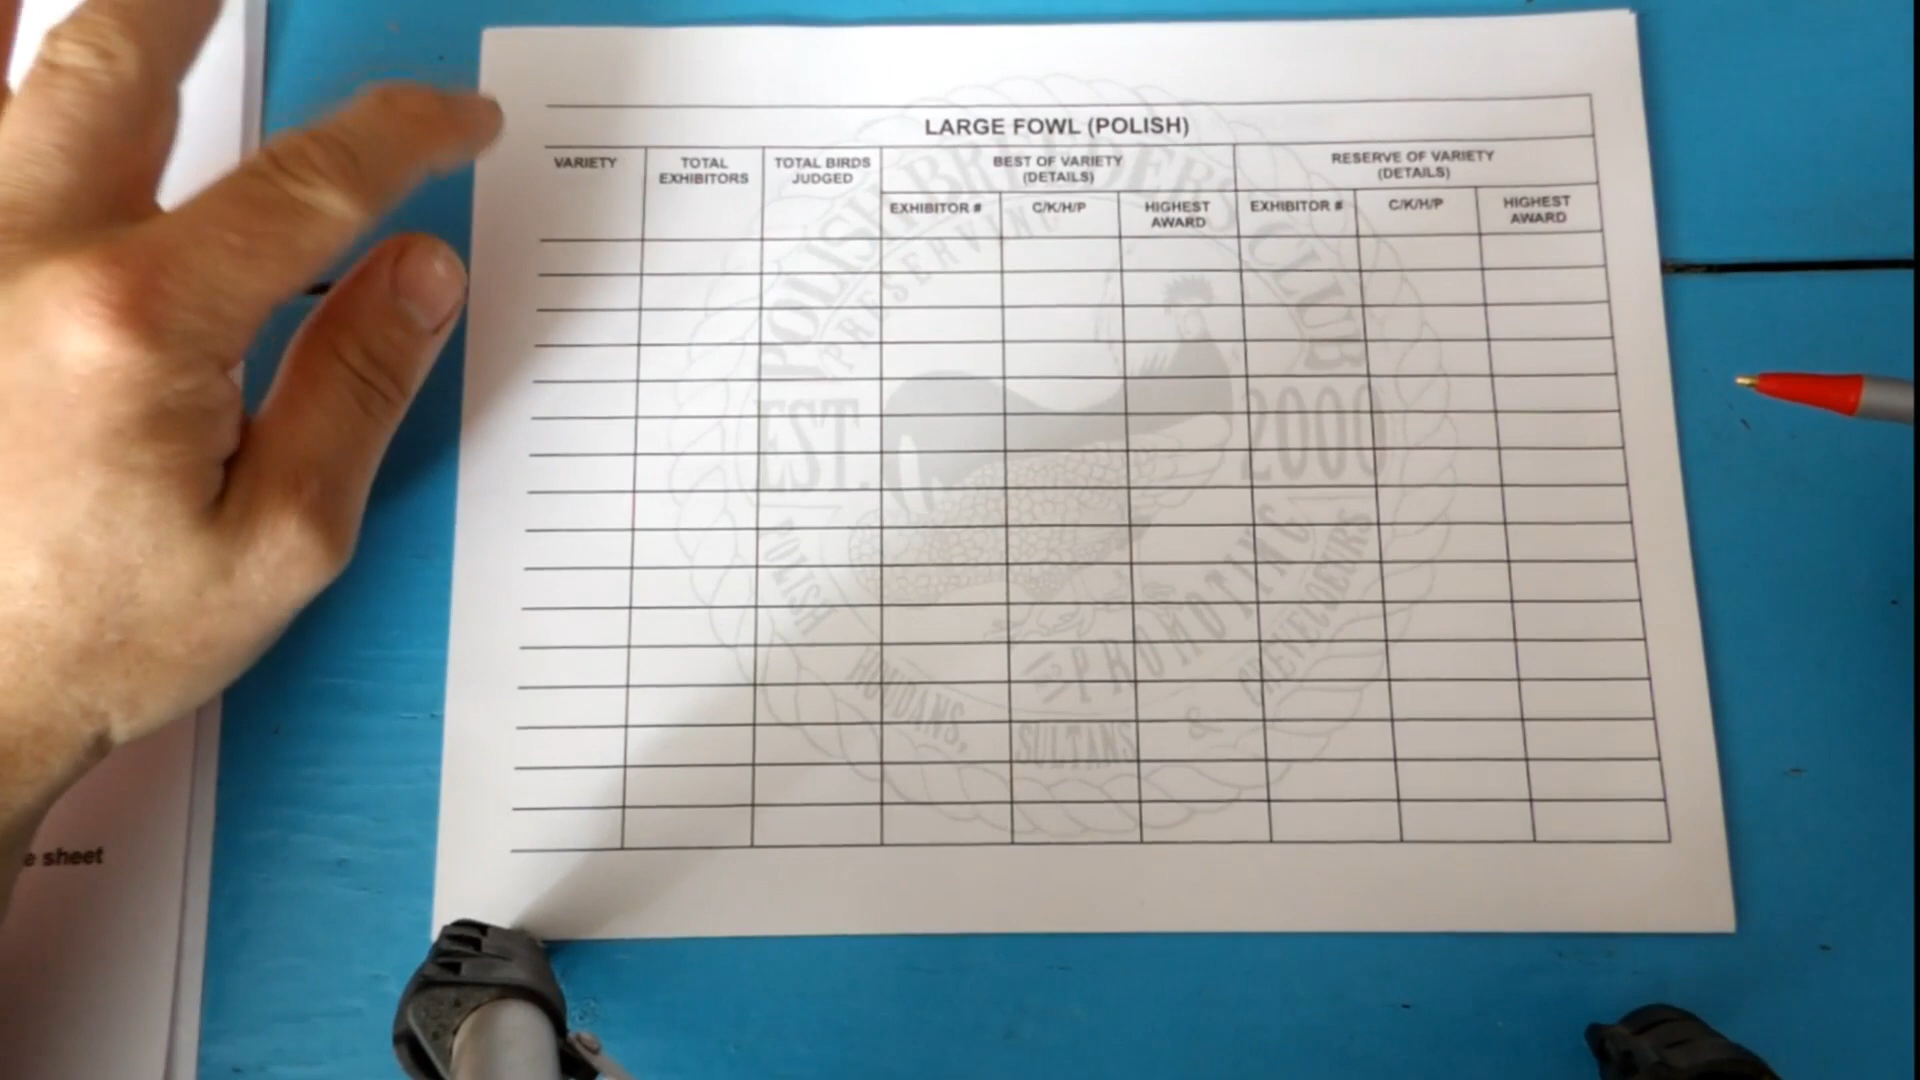 LARGE FOWL (POLISH)
VARIETY
TOTAL
EXHIBITORS
TOTAL BIRDS
JUDGED
BEST OF VARIETY
(DETAILS)
RESERVE OF VARIETY
(DETAILS)
EXHIBITOR #
C/K/H/P
HIGHEST
AWARD
EXHIBITOR #
C/K/H/P
HIGHEST
AWARD
POLISH BREEDERS CLUB
PRESERVING
EST. 2000
& PROMOTING
POLISH
HOUDANS,
SULTANS
& CREVECOEURS
e sheet